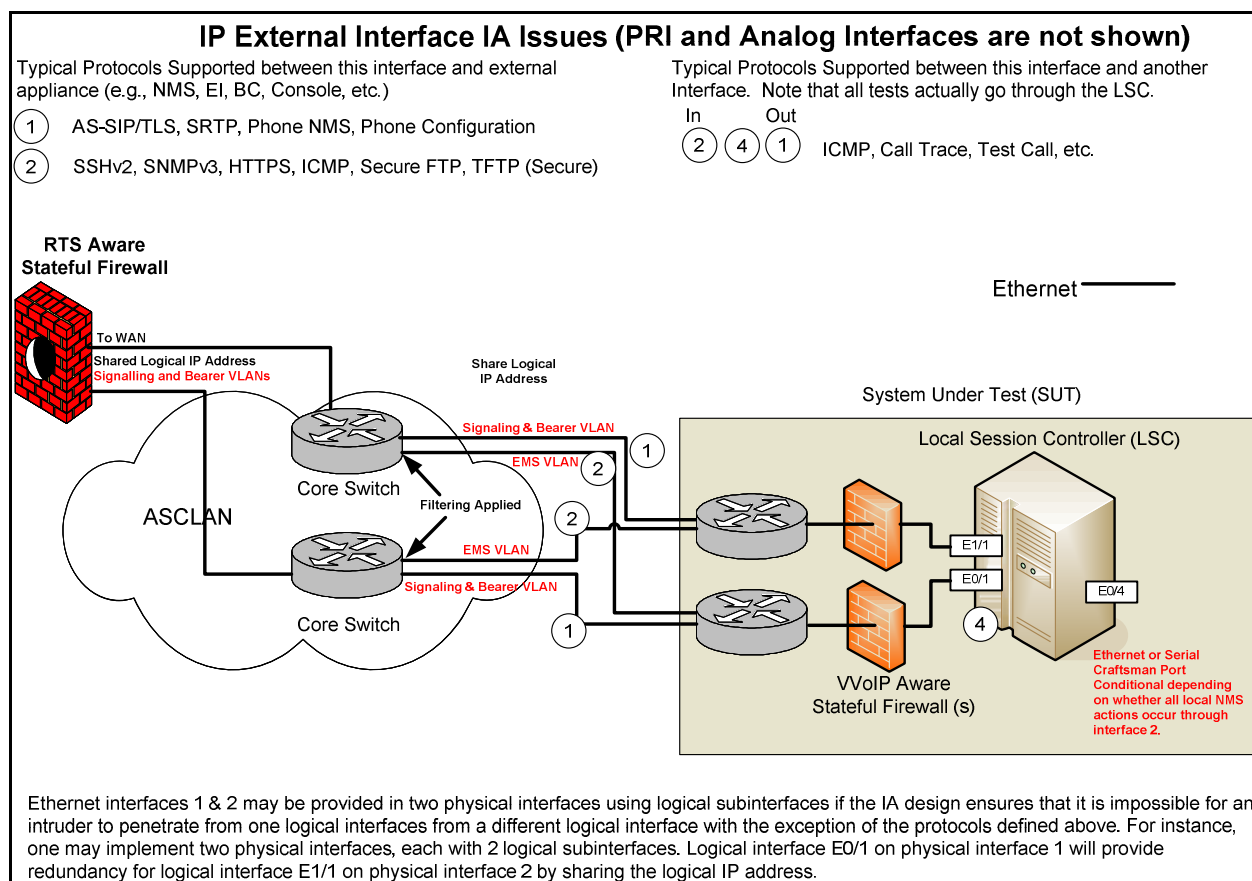 IP External Interface IA Issues (PRI and Analog Interfaces are not shown)
Typical Protocols Supported between this interface and external
appliance (e.g., NMS, EI, BC, Console, etc.)
1 AS-SIP/TLS, SRTP, Phone NMS, Phone Configuration
2 SSHv2, SNMPv3, HTTPS, ICMP, Secure FTP, TFTP (Secure)
Typical Protocols Supported between this interface and another
Interface. Note that all tests actually go through the LSC.
In Out
2 4 1 ICMP, Call Trace, Test Call, etc.
RTS Aware
Stateful Firewall
Ethernet
To WAN
Shared Logical IP Address
Signalling and Bearer VLANs
Share Logical
IP Address
System Under Test (SUT)
Signaling & Bearer VLAN
1
Local Session Controller (LSC)
EMS VLAN
2
Core Switch
Filtering Applied
ASCLAN
2
E1/1
EMS VLAN
E0/1
Signaling & Bearer VLAN
E0/4
Core Switch
1
4
VVoIP Aware
Stateful Firewall (s)
Ethernet or Serial
Craftsman Port
Conditional depending
on whether all local NMS
actions occur through
interface 2.
Ethernet interfaces 1 & 2 may be provided in two physical interfaces using logical subinterfaces if the IA design ensures that it is impossible for an
intruder to penetrate from one logical interfaces from a different logical interface with the exception of the protocols defined above. For instance,
one may implement two physical interfaces, each with 2 logical subinterfaces. Logical interface E0/1 on physical interface 1 will provide
redundancy for logical interface E1/1 on physical interface 2 by sharing the logical IP address.